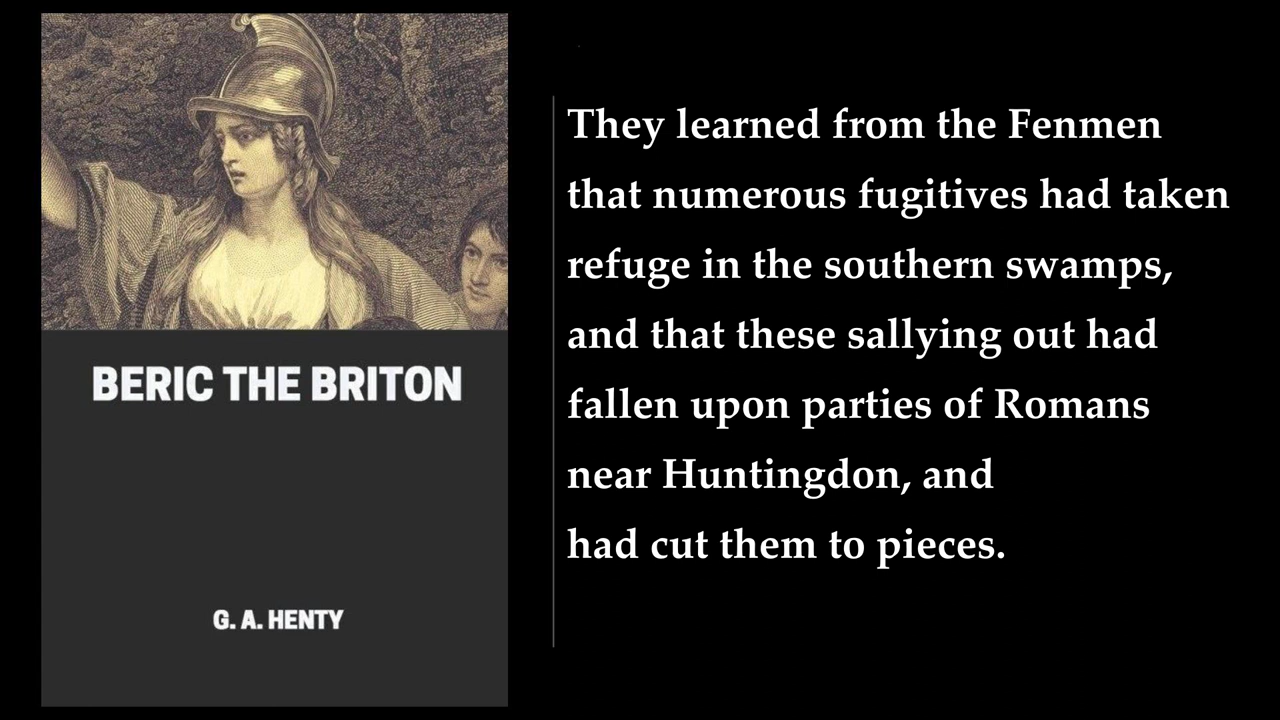 BERIC THE BRITON
G. A. HENTY
They learned from the Fenmen
that numerous fugitives had taken
refuge in the southern swamps,
and that these sallying out had
fallen upon parties of Romans
near Huntingdon, and
had cut them to pieces.